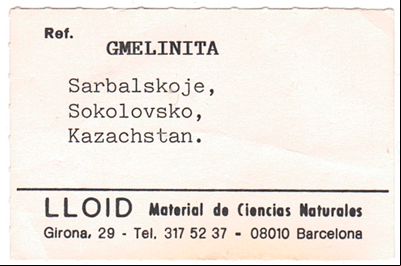 Ref.
GMELINITA
Sarbalskoje,
Sokolovsko,
Kazachstan.
LLOID Material de Ciencias Naturales
Girona, 29 - Tel. 317 52 37 - 08010 Barcelona